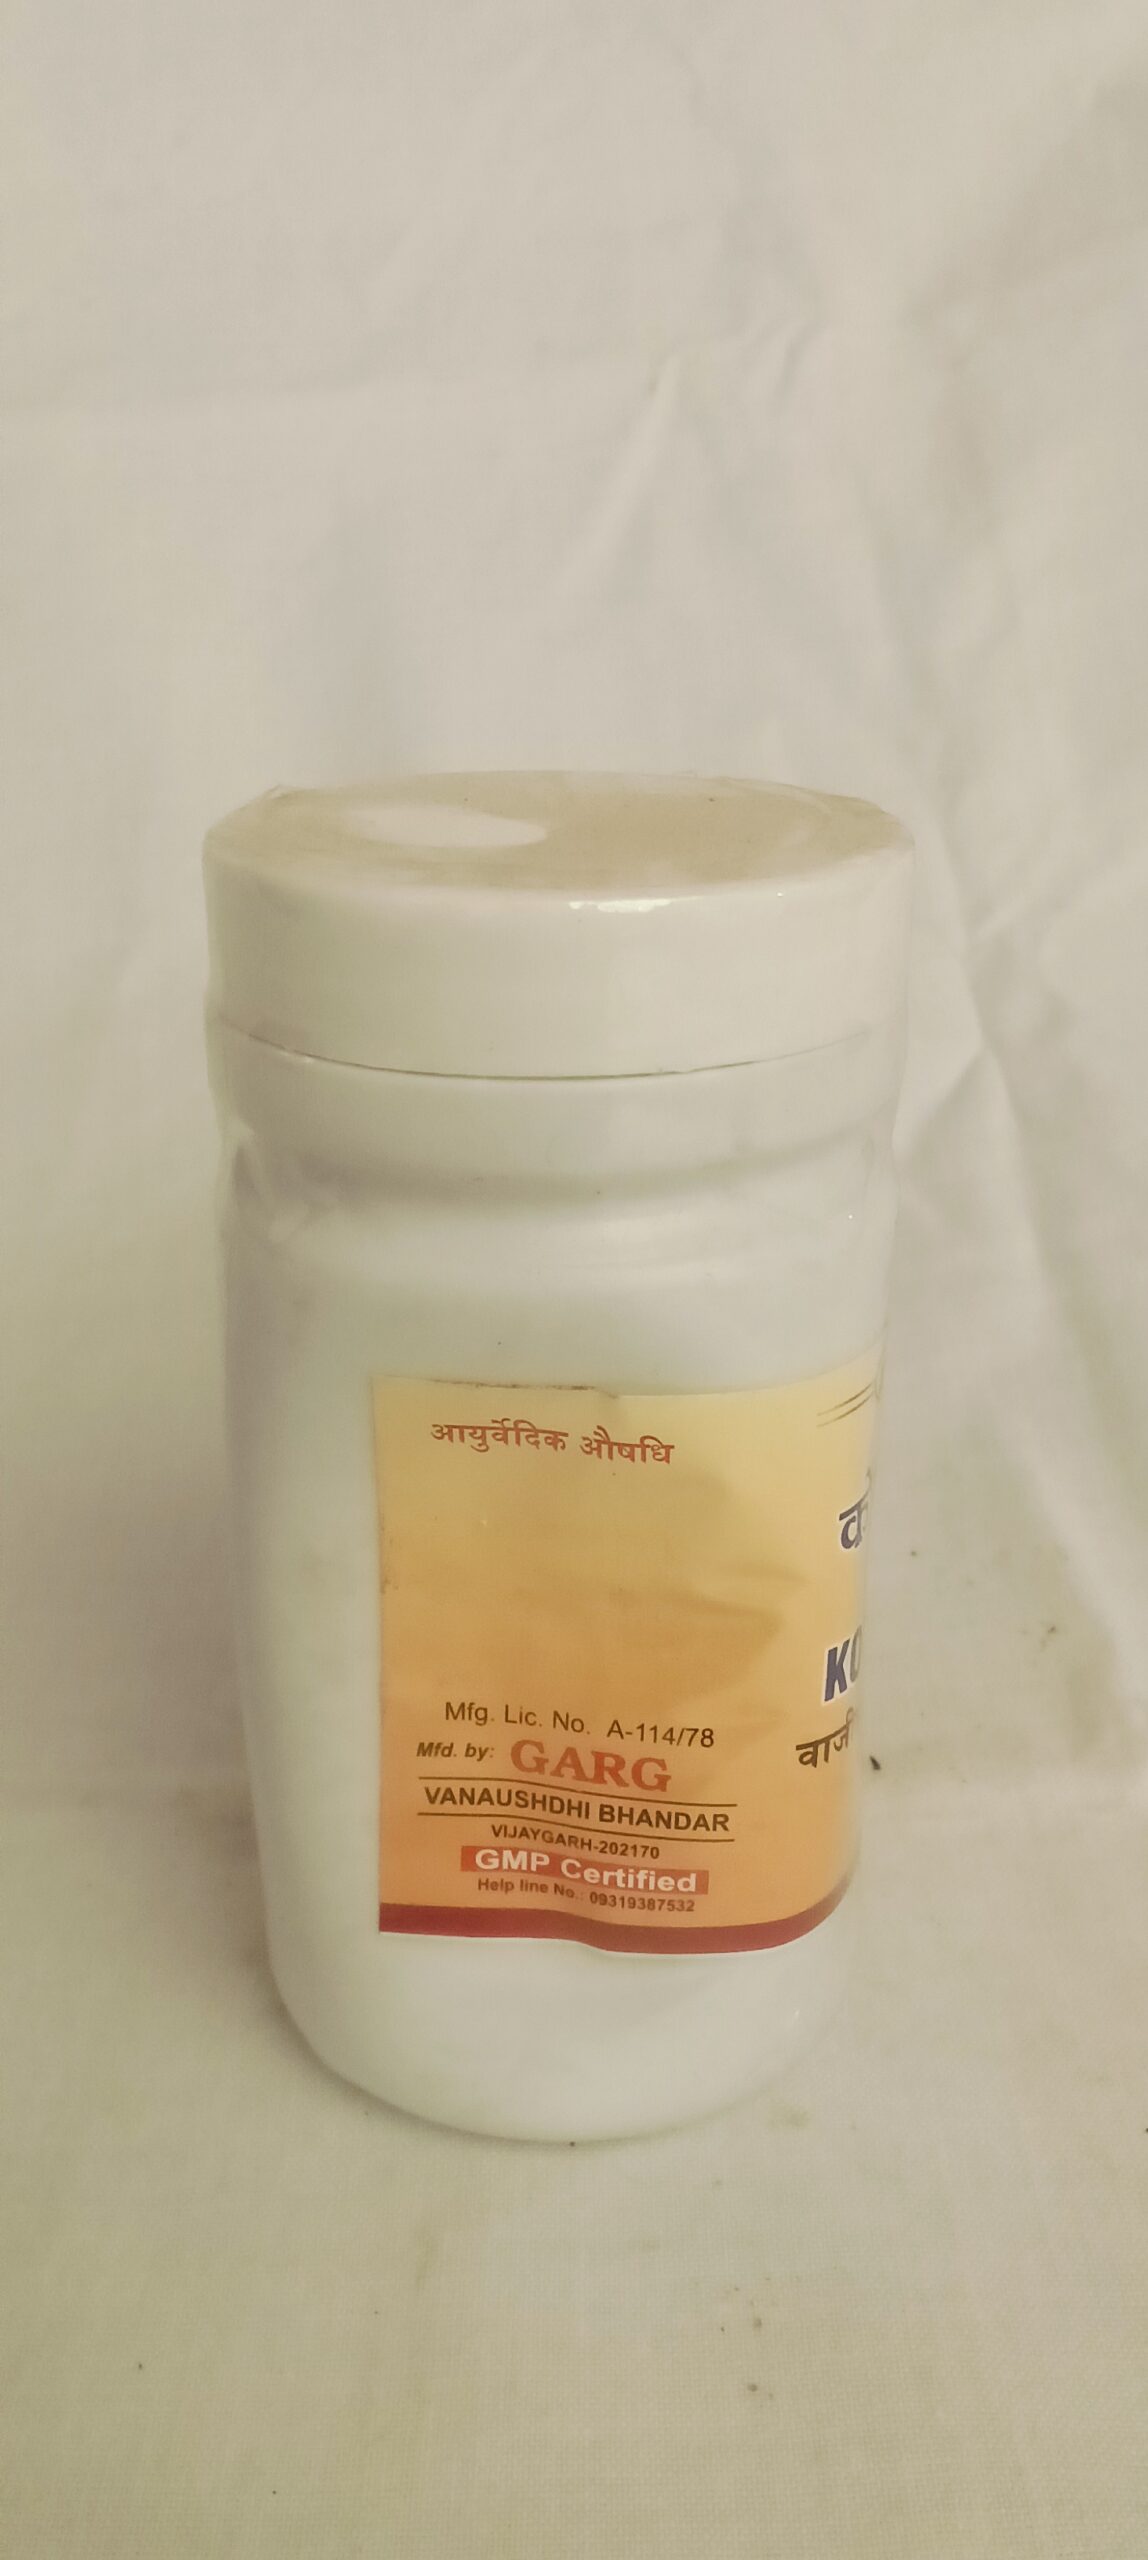 आयुर्वेदिक औषधि
Mfg. Lic. No. A-114/78
Mfd. by: GARG
VANAUSHDHI BHANDAR
VIJAYGARH-202170
GMP Certified
Help line No.: 09319387532